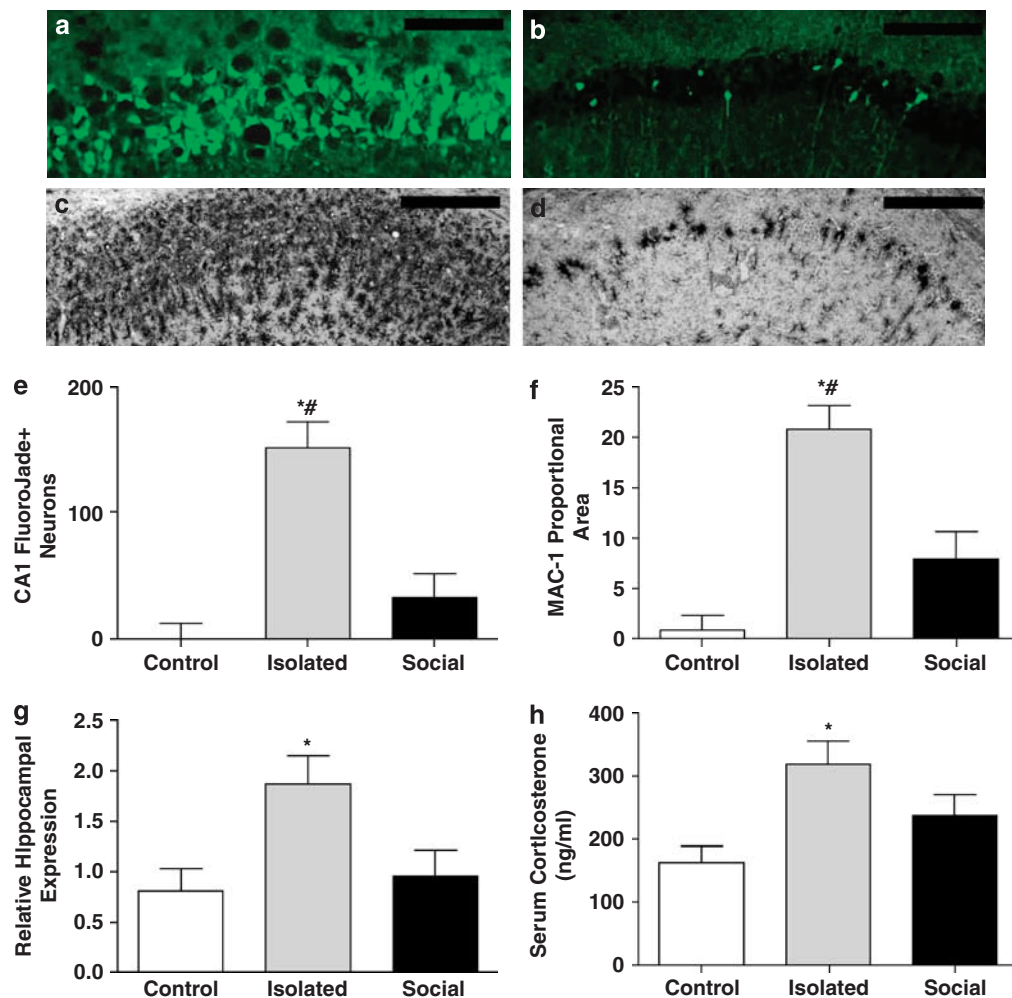 a
b
c
d
e
200
100
0
CA1 FluoroJade+
Neurons
*#
Control Isolated Social
f
25
20
15
10
5
0
MAC-1 Proportional
Area
*#
Control Isolated Social
g
2.5
2.0
1.5
1.0
0.5
0.0
Relative Hippocampal
Expression
*
Control Isolated Social
h
400
300
200
100
0
Serum Corticosterone
(ng/ml)
*
Control Isolated Social